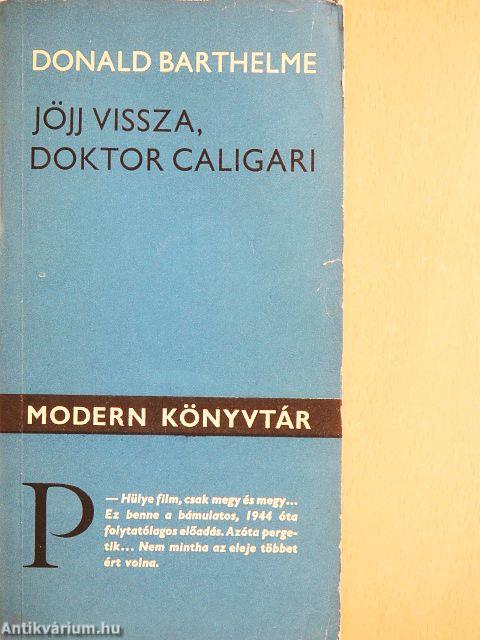 DONALD BARTHELME
JÖJJ VISSZA,
DOKTOR CALIGARI
MODERN KÖNYVTÁR
P
— Hülye film, csak megy és megy...
Ez benne a bámulatos, 1944 óta
folytatólagos előadás. Azóta perge-
tik... Nem mintha az eleje többet
ért volna.
Antikvárium.hu